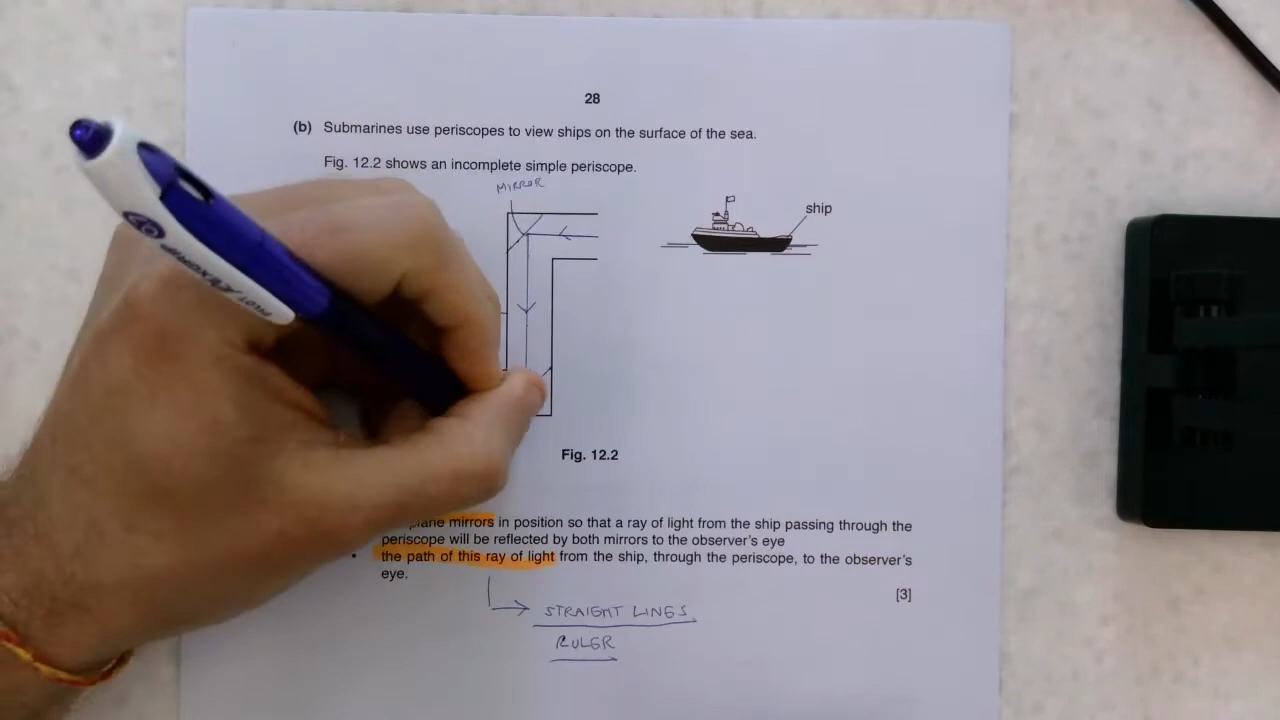 28
(b) Submarines use periscopes to view ships on the surface of the sea.
Fig. 12.2 shows an incomplete simple periscope.
MIRROR
ship
Fig. 12.2
plane mirrors in position so that a ray of light from the ship passing through the
periscope will be reflected by both mirrors to the observer's eye
• the path of this ray of light from the ship, through the periscope, to the observer's
eye.
[3]
STRAIGHT LINES
RULER